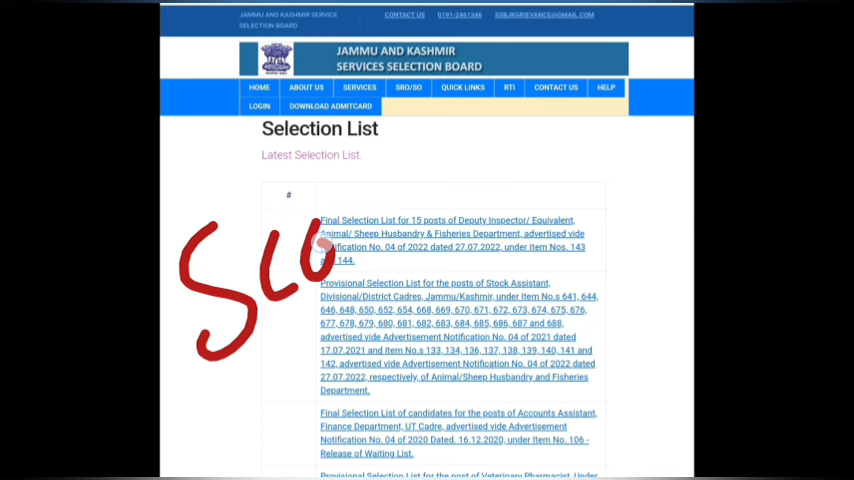 JAMMU AND KASHMIR SERVICE
SELECTION BOARD
CONTACT US 0191-2461346 SSBJKGRIEVANCE@GMAIL.COM
JAMMU AND KASHMIR
SERVICES SELECTION BOARD
HOME ABOUT US SERVICES SRO/SO QUICK LINKS RTI CONTACT US HELP
LOGIN DOWNLOAD ADMITCARD
Selection List
Latest Selection List.
#
Final Selection List for 15 posts of Deputy Inspector/ Equivalent,
Animal/ Sheep Husbandry & Fisheries Department, advertised vide
No. 04 of 2022 dated 27.07.2022, under Item Nos. 143
144.
Provisional Selection List for the posts of Stock Assistant,
Divisional/District Cadres, Jammu/Kashmir, under Item No.s 641, 644,
646, 648, 650, 652, 654, 668, 669, 670, 671, 672, 673, 674, 675, 676,
677, 678, 679, 680, 681, 682, 683, 684, 685, 686, 687 and 688,
advertised vide Advertisement Notification No. 04 of 2021 dated
17.07.2021 and Item No.s 133, 134, 136, 137, 138, 139, 140, 141 and
142, advertised vide Advertisement Notification No. 04 of 2022 dated
27.07.2022, respectively, of Animal/Sheep Husbandry and Fisheries
Department.
Final Selection List of candidates for the posts of Accounts Assistant,
Finance Department, UT Cadre, advertised vide Advertisement
Notification No. 04 of 2020 Dated. 16.12.2020, under Item No. 106 -
Release of Waiting List.
Provisional Selection List for the post of Veterinary Pharmacist, Under